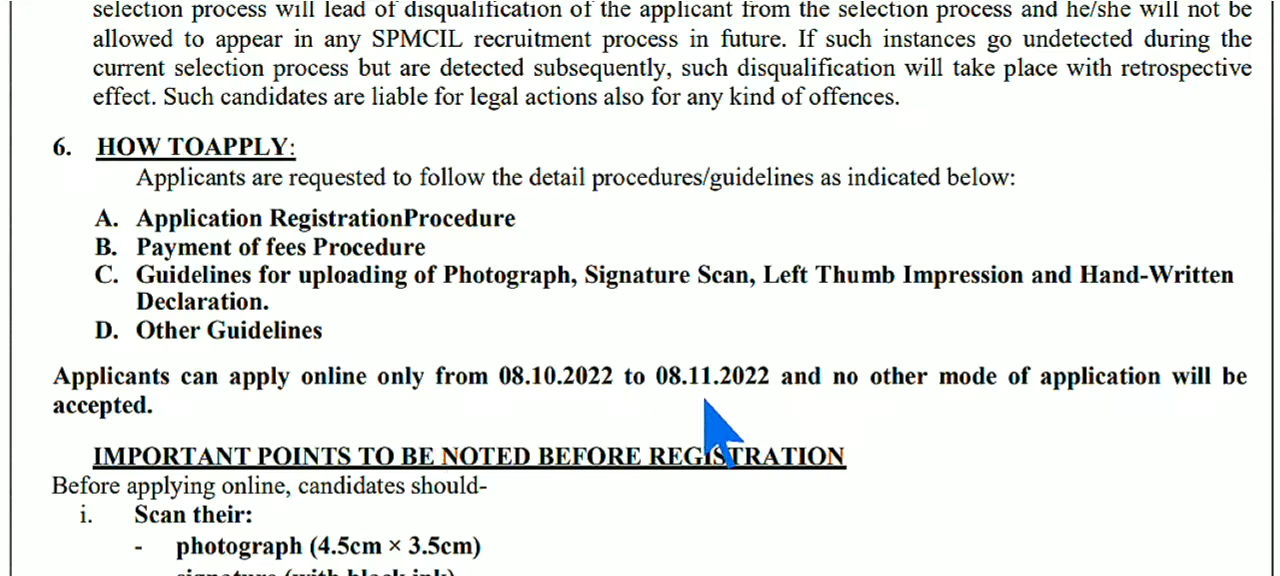 selection process will lead of disqualification of the applicant from the selection process and he/she will not be
allowed to appear in any SPMCIL recruitment process in future. If such instances go undetected during the
current selection process but are detected subsequently, such disqualification will take place with retrospective
effect. Such candidates are liable for legal actions also for any kind of offences.
6. HOW TOAPPLY:
Applicants are requested to follow the detail procedures/guidelines as indicated below:
A. Application RegistrationProcedure
B. Payment of fees Procedure
C. Guidelines for uploading of Photograph, Signature Scan, Left Thumb Impression and Hand-Written
Declaration.
D. Other Guidelines
Applicants can apply online only from 08.10.2022 to 08.11.2022 and no other mode of application will be
accepted.
IMPORTANT POINTS TO BE NOTED BEFORE REGISTRATION
Before applying online, candidates should-
i. Scan their:
- photograph (4.5cm × 3.5cm)
signature (with black ink)